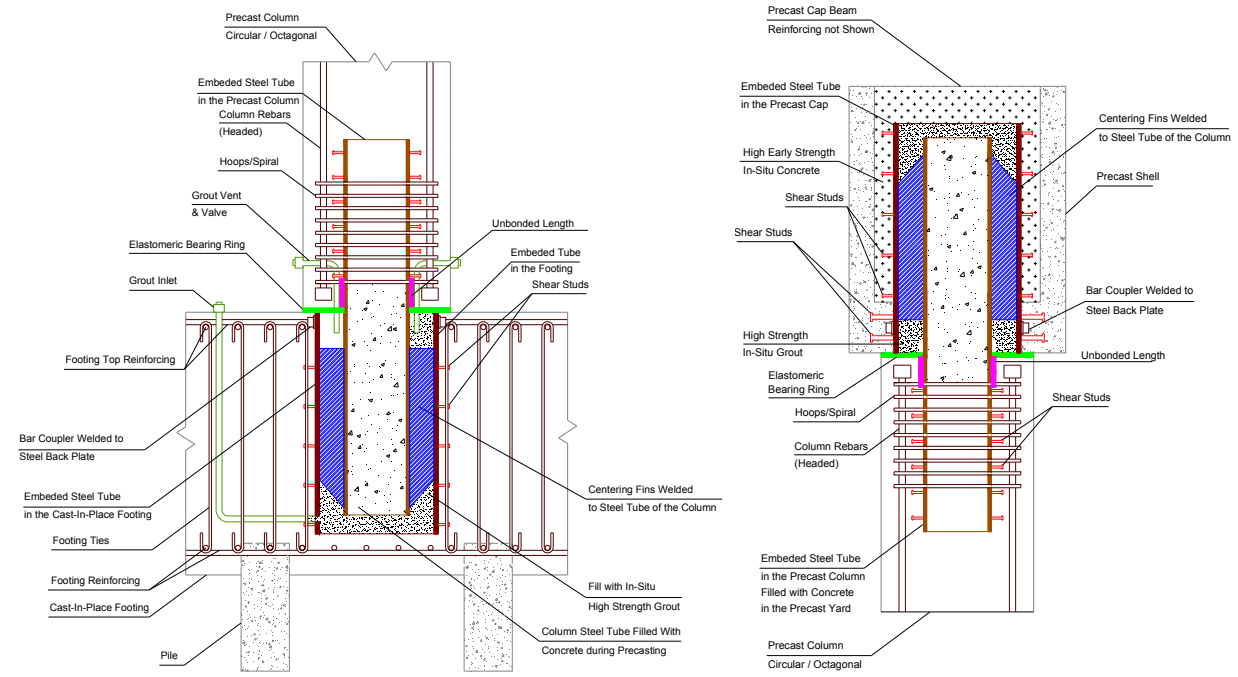 Precast Column
Circular / Octagonal
Embeded Steel Tube
in the Precast Column
Column Rebars
(Headed)
Hoops/Spiral
Grout Vent
& Valve
Elastomeric Bearing Ring
Grout Inlet
Unbonded Length
Embeded Tube
in the Footing
Shear Studs
Footing Top Reinforcing
Bar Coupler Welded to
Steel Back Plate
Embeded Steel Tube
in the Cast-In-Place Footing
Footing Ties
Footing Reinforcing
Cast-In-Place Footing
Pile
Centering Fins Welded
to Steel Tube of the Column
Fill with In-Situ
High Strength Grout
Column Steel Tube Filled With
Concrete during Precasting
Precast Cap Beam
Reinforcing not Shown
Embeded Steel Tube
in the Precast Cap
High Early Strength
In-Situ Concrete
Shear Studs
Shear Studs
High Strength
In-Situ Grout
Elastomeric
Bearing Ring
Hoops/Spiral
Column Rebars
(Headed)
Centering Fins Welded
to Steel Tube of the Column
Precast Shell
Bar Coupler Welded to
Steel Back Plate
Unbonded Length
Shear Studs
Embeded Steel Tube
in the Precast Column
Filled with Concrete
in the Precast Yard
Precast Column
Circular / Octagonal